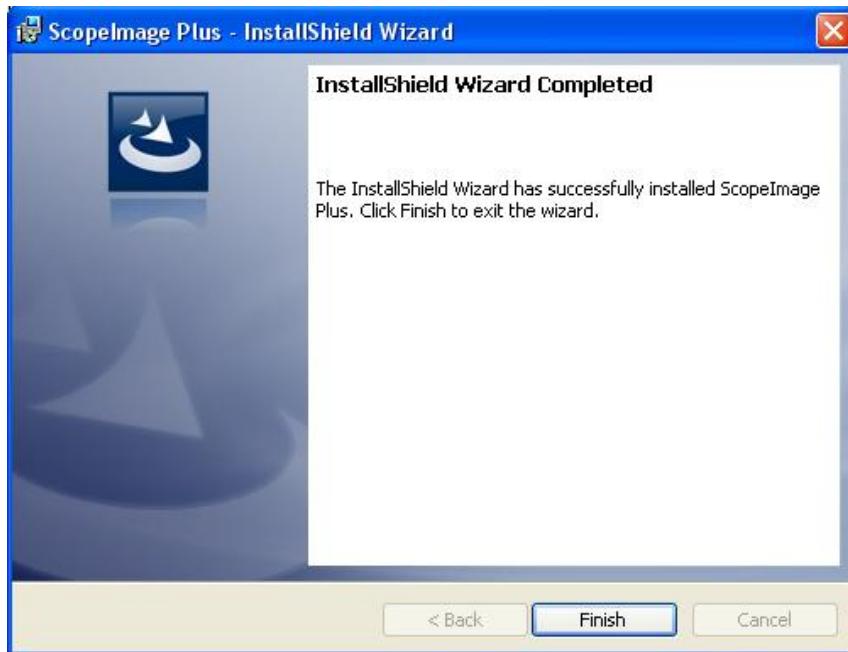 ScopeImage Plus - InstallShield Wizard
InstallShield Wizard Completed
The InstallShield Wizard has successfully installed ScopeImage
Plus. Click Finish to exit the wizard.
< Back
Finish
Cancel